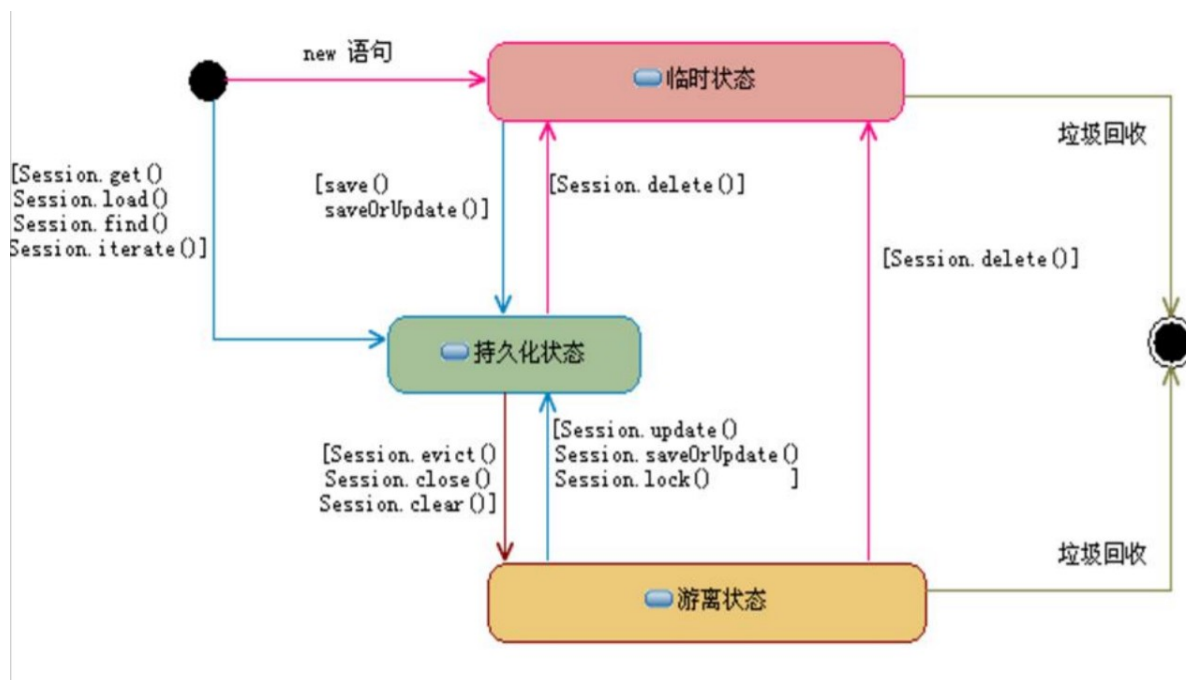 new 语句
临时状态
垃圾回收
[Session.get()
Session.load()
Session.find()
Session.iterate()]
[save()
saveOrUpdate()]
[Session.delete()]
[Session.delete()]
持久化状态
[Session.evict()
Session.close()
Session.clear()]
[Session.update()
Session.saveOrUpdate()
Session.lock() ]
游离状态
垃圾回收